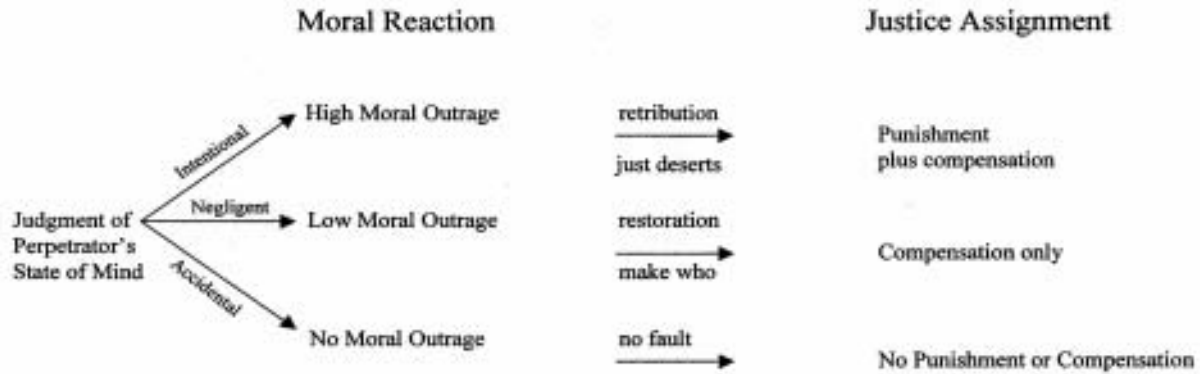 Moral Reaction
Justice Assignment
Intentional
High Moral Outrage
retribution
just deserts
Punishment
plus compensation
Judgment of
Perpetrator's
State of Mind
Negligent
Low Moral Outrage
restoration
make who
Compensation only
Accidental
No Moral Outrage
no fault
No Punishment or Compensation